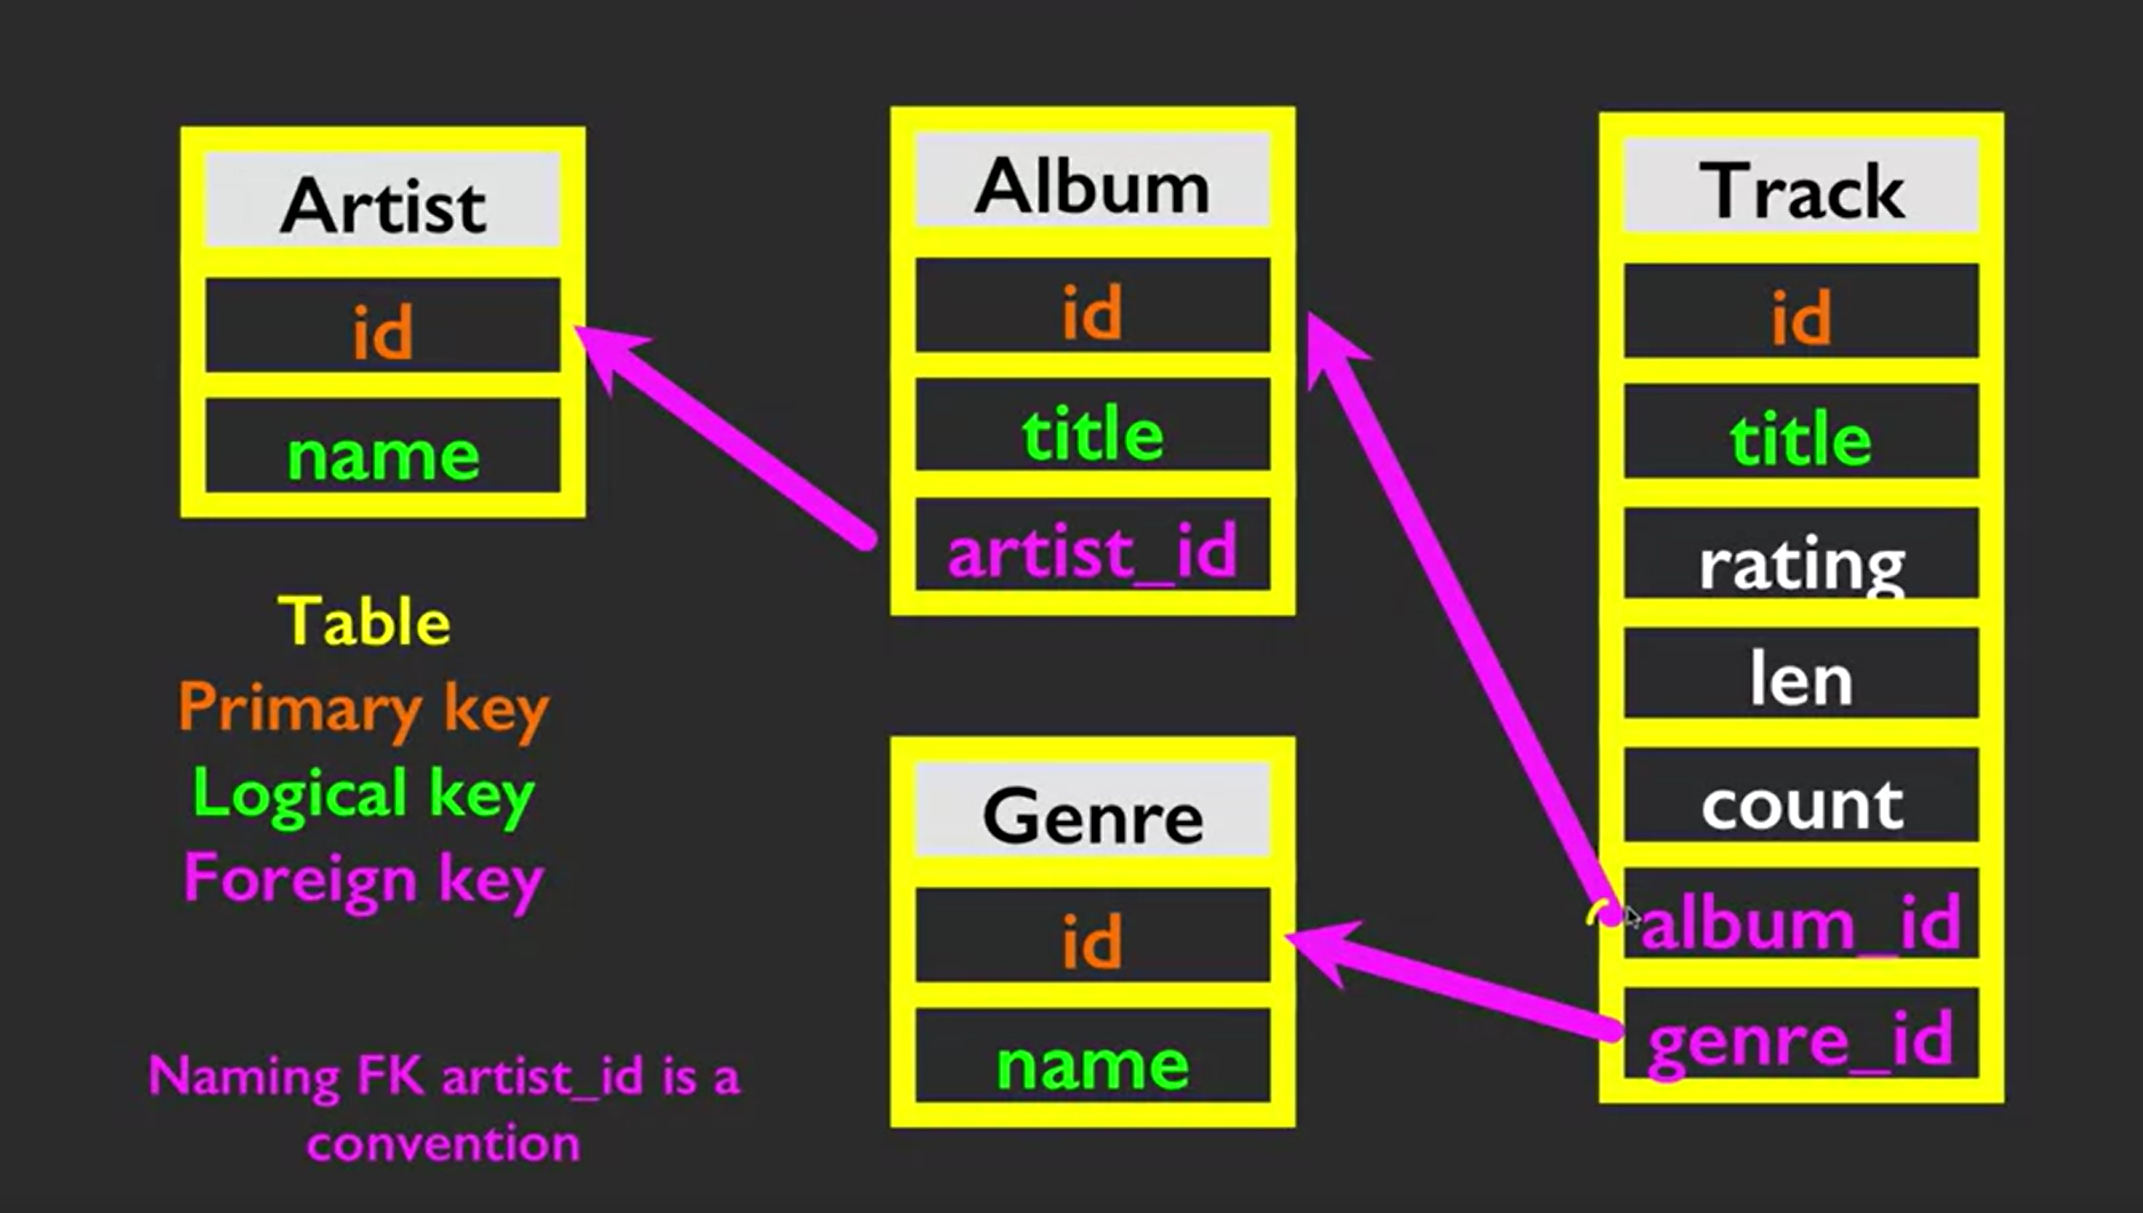 Artist
id
name
Table
Primary key
Logical key
Foreign key
Naming FK artist_id is a
convention
Album
id
title
artist_id
Genre
id
name
Track
id
title
rating
len
count
album_id
genre_id